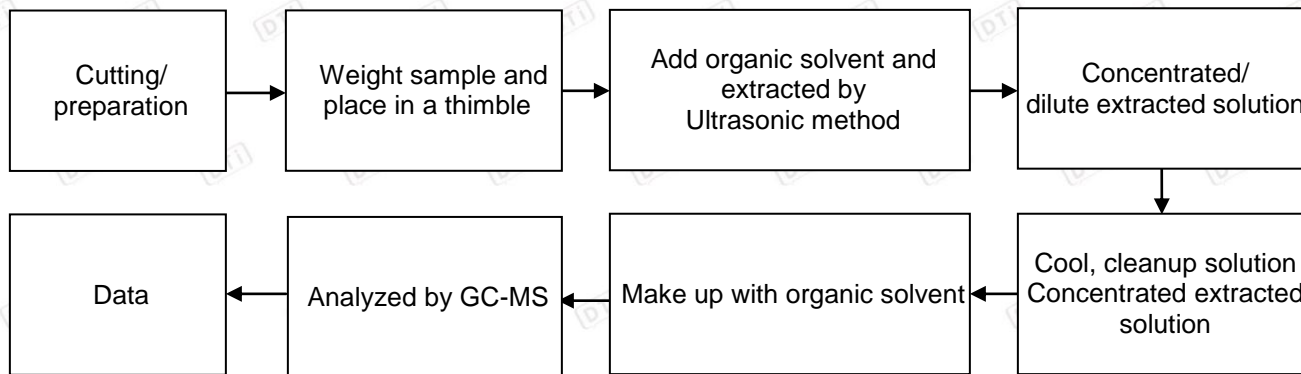 Cutting/
preparation
Weight sample and
place in a thimble
Add organic solvent and
extracted by
Ultrasonic method
Concentrated/
dilute extracted solution
Cool, cleanup solution
Concentrated extracted
solution
Make up with organic solvent
Analyzed by GC-MS
Data